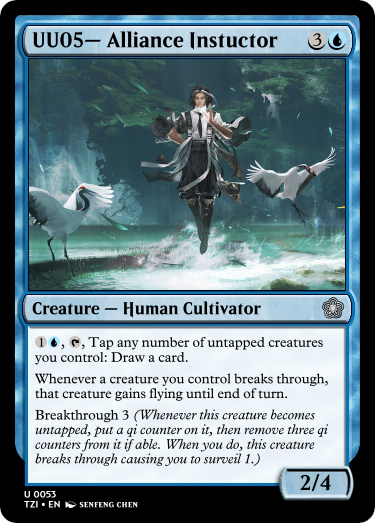 UU05— Alliance Instuctor 3
Creature — Human Cultivator
1, Tap any number of untapped creatures
you control: Draw a card.
Whenever a creature you control breaks through,
that creature gains flying until end of turn.
Breakthrough 3 (Whenever this creature becomes
untapped, put a qi counter on it, then remove three qi
counters from it if able. When you do, this creature
breaks through causing you to surveil 1.)
2/4
U 0053
TZI • EN SENFENG CHEN